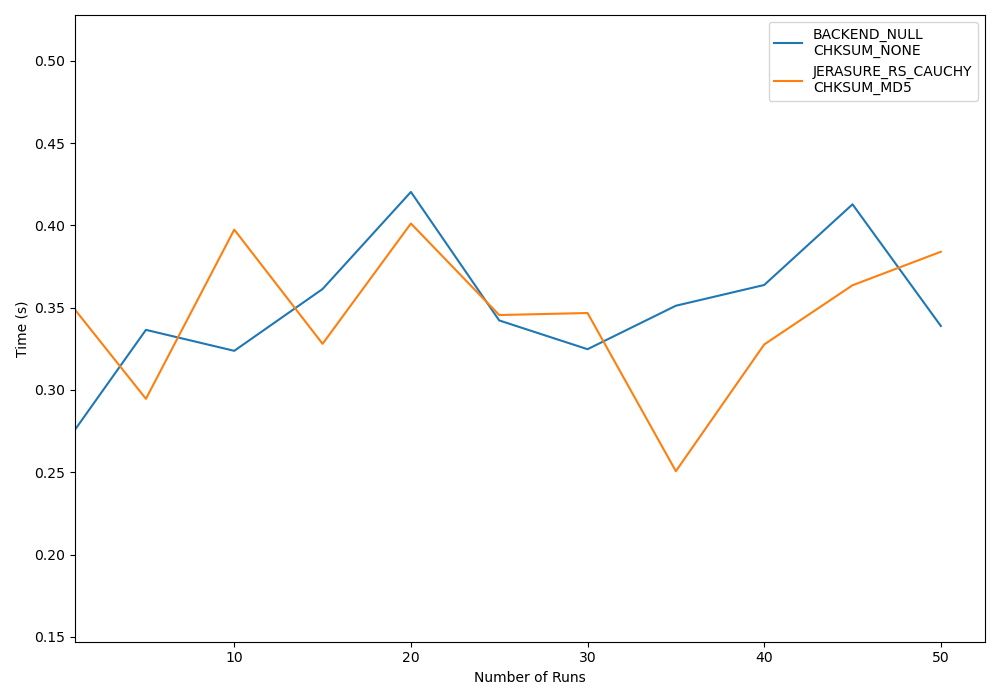 BACKEND_NULL
CHKSUM_NONE
JERASURE_RS_CAUCHY
CHKSUM_MD5
Time (s)
0.50
0.45
0.40
0.35
0.30
0.25
0.20
0.15
10 20 30 40 50
Number of Runs